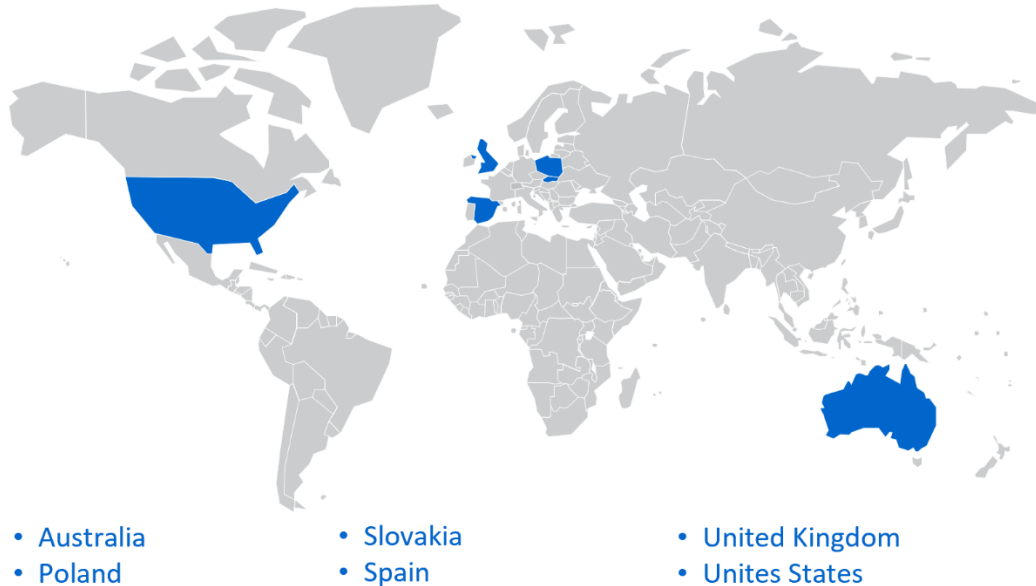 • Australia
• Poland
• Slovakia
• Spain
• United Kingdom
• Unites States